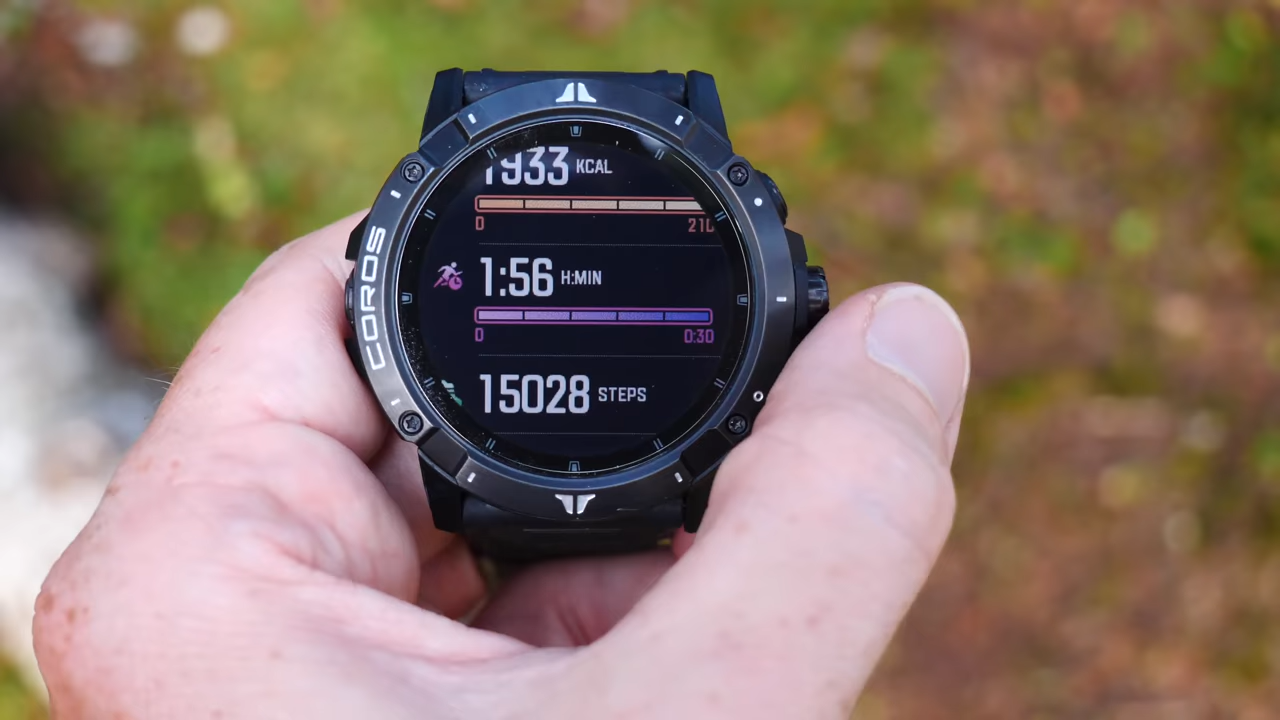 COROS
1933 KCAL
0 210
1:56 H:MIN
0 0:30
15028 STEPS